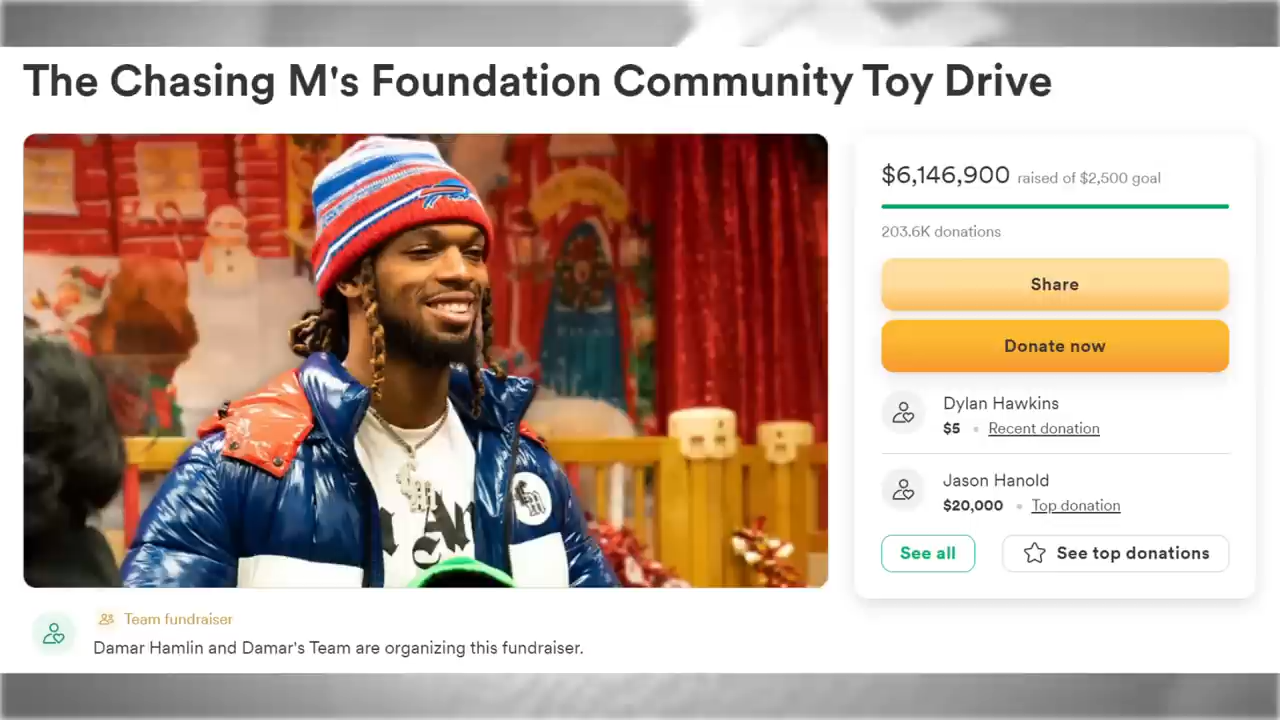 The Chasing M's Foundation Community Toy Drive
$6,146,900 raised of $2,500 goal
203.6K donations
Share
Donate now
Dylan Hawkins
$5 • Recent donation
Jason Hanold
$20,000 • Top donation
See all
See top donations
Team fundraiser
Damar Hamlin and Damar's Team are organizing this fundraiser.